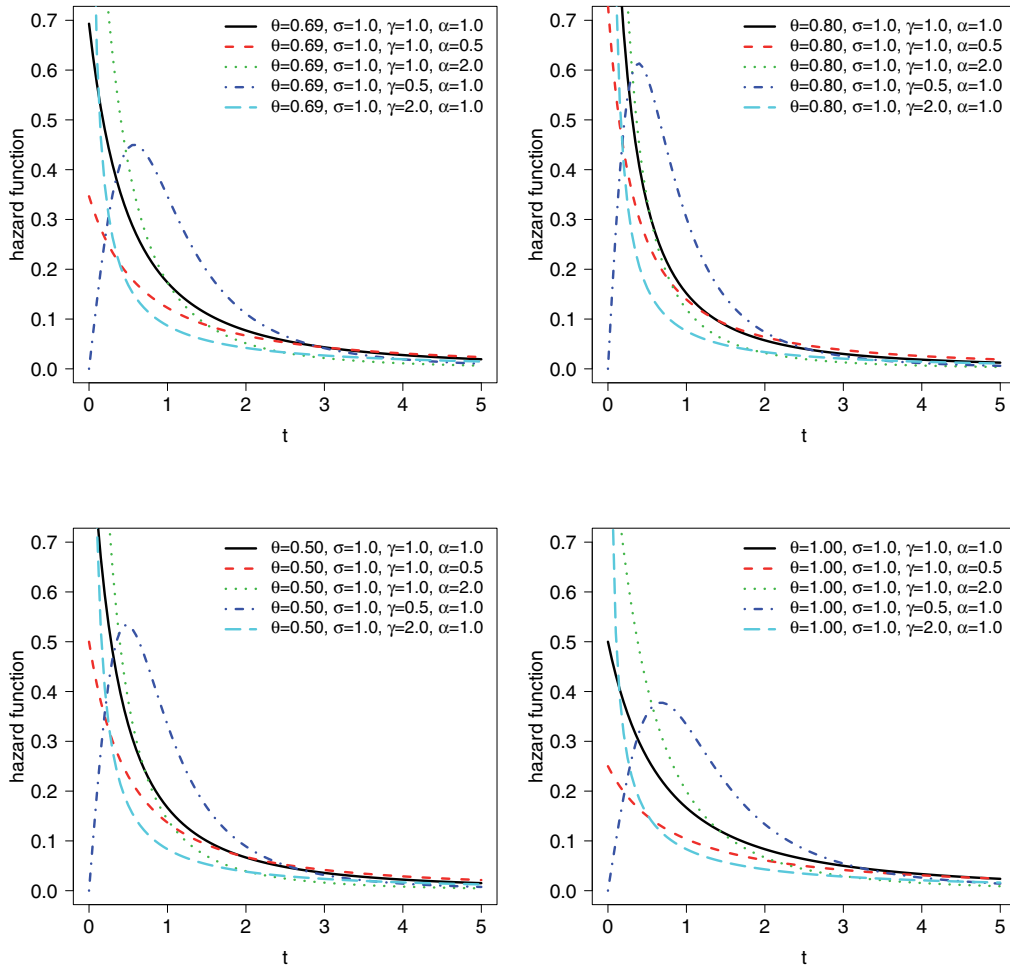 θ=0.69, σ=1.0, γ=1.0, α=1.0
θ=0.69, σ=1.0, γ=1.0, α=0.5
θ=0.69, σ=1.0, γ=1.0, α=2.0
θ=0.69, σ=1.0, γ=0.5, α=1.0
θ=0.69, σ=1.0, γ=2.0, α=1.0
hazard function
0.7
0.6
0.5
0.4
0.3
0.2
0.1
0.0
0 1 2 3 4 5
t
θ=0.80, σ=1.0, γ=1.0, α=1.0
θ=0.80, σ=1.0, γ=1.0, α=0.5
θ=0.80, σ=1.0, γ=1.0, α=2.0
θ=0.80, σ=1.0, γ=0.5, α=1.0
θ=0.80, σ=1.0, γ=2.0, α=1.0
hazard function
0.7
0.6
0.5
0.4
0.3
0.2
0.1
0.0
0 1 2 3 4 5
t
θ=0.50, σ=1.0, γ=1.0, α=1.0
θ=0.50, σ=1.0, γ=1.0, α=0.5
θ=0.50, σ=1.0, γ=1.0, α=2.0
θ=0.50, σ=1.0, γ=0.5, α=1.0
θ=0.50, σ=1.0, γ=2.0, α=1.0
hazard function
0.7
0.6
0.5
0.4
0.3
0.2
0.1
0.0
0 1 2 3 4 5
t
θ=1.00, σ=1.0, γ=1.0, α=1.0
θ=1.00, σ=1.0, γ=1.0, α=0.5
θ=1.00, σ=1.0, γ=1.0, α=2.0
θ=1.00, σ=1.0, γ=0.5, α=1.0
θ=1.00, σ=1.0, γ=2.0, α=1.0
hazard function
0.7
0.6
0.5
0.4
0.3
0.2
0.1
0.0
0 1 2 3 4 5
t